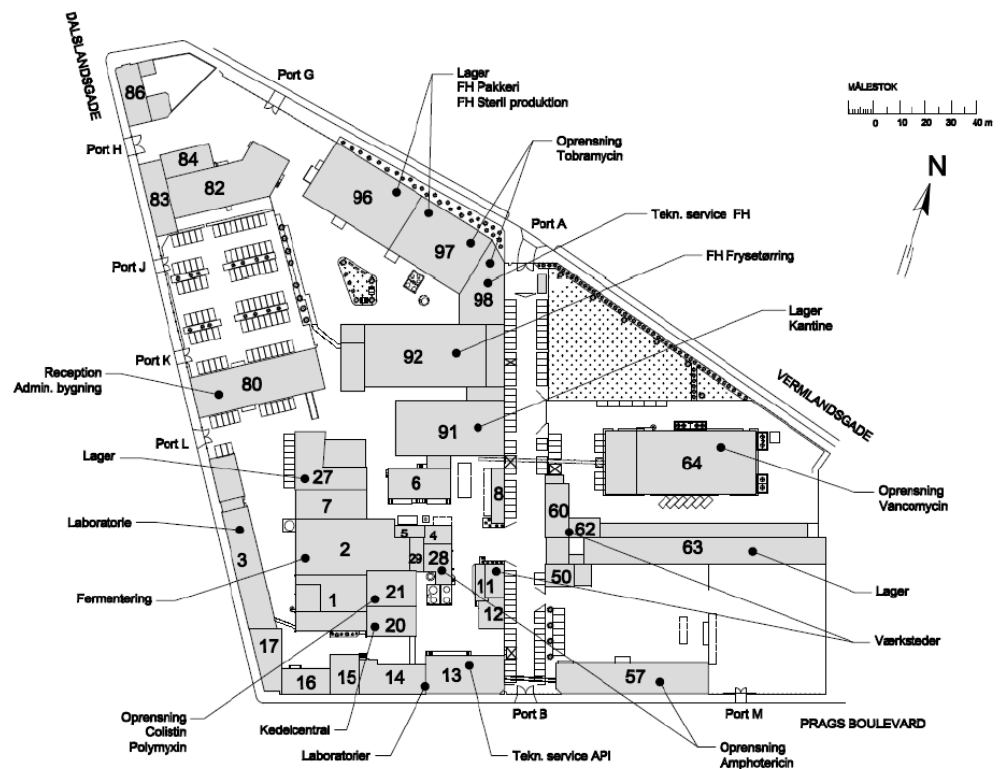 DALSLANDSGADE
Port G
Lager
FH Pakkeri
FH Steril produktion
MÅLESTOK
0 10 20 30 40 m
86
Port H
84
83
82
96
97
98
Oprensning
Tobramycin
Port A
Tekn. service FH
N
FH Frysetørring
Port J
92
Lager
Kantine
Port K
Reception
Admin. bygning
80
91
VERMLANDSGADE
Port L
Lager
27
6
8
64
Oprensning
Vancomycin
7
60
62
63
Laboratorie
3
2
5
4
29
28
50
Lager
Fermentering
1
21
11
12
20
Værksteder
17
16
15
14
13
57
Oprensning
Colistin
Polymyxin
Kedelcentral
Laboratorier
Tekn. service API
Port B
Port M
PRAGS BOULEVARD
Oprensning
Amphotericin